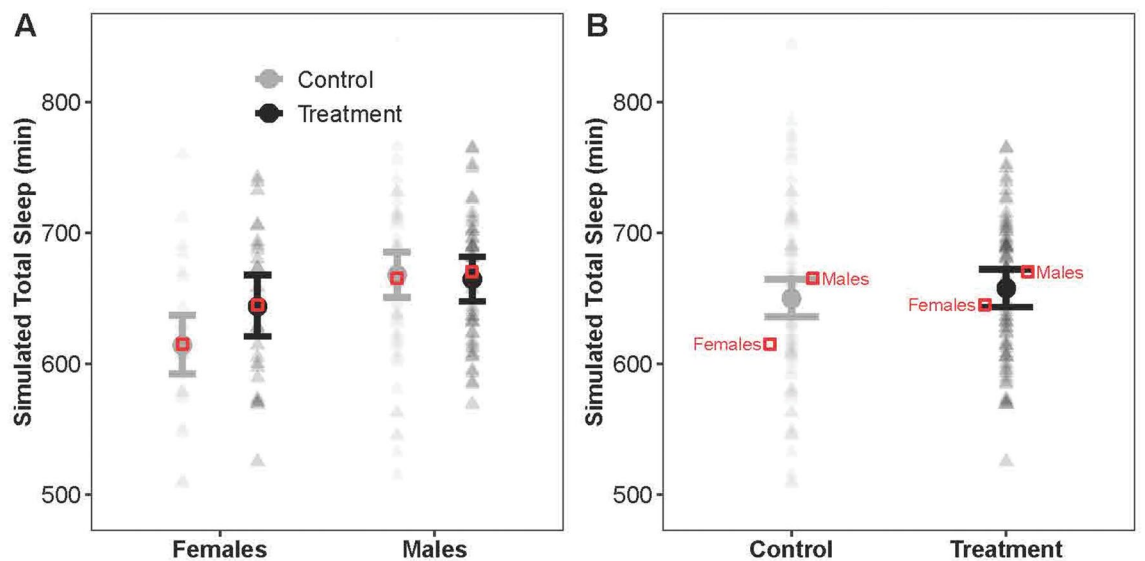 A
Simulated Total Sleep (min)
800
700
600
500
Control
Treatment
Females
Males
B
Simulated Total Sleep (min)
800
700
600
500
Males
Females
Males
Females
Control
Treatment